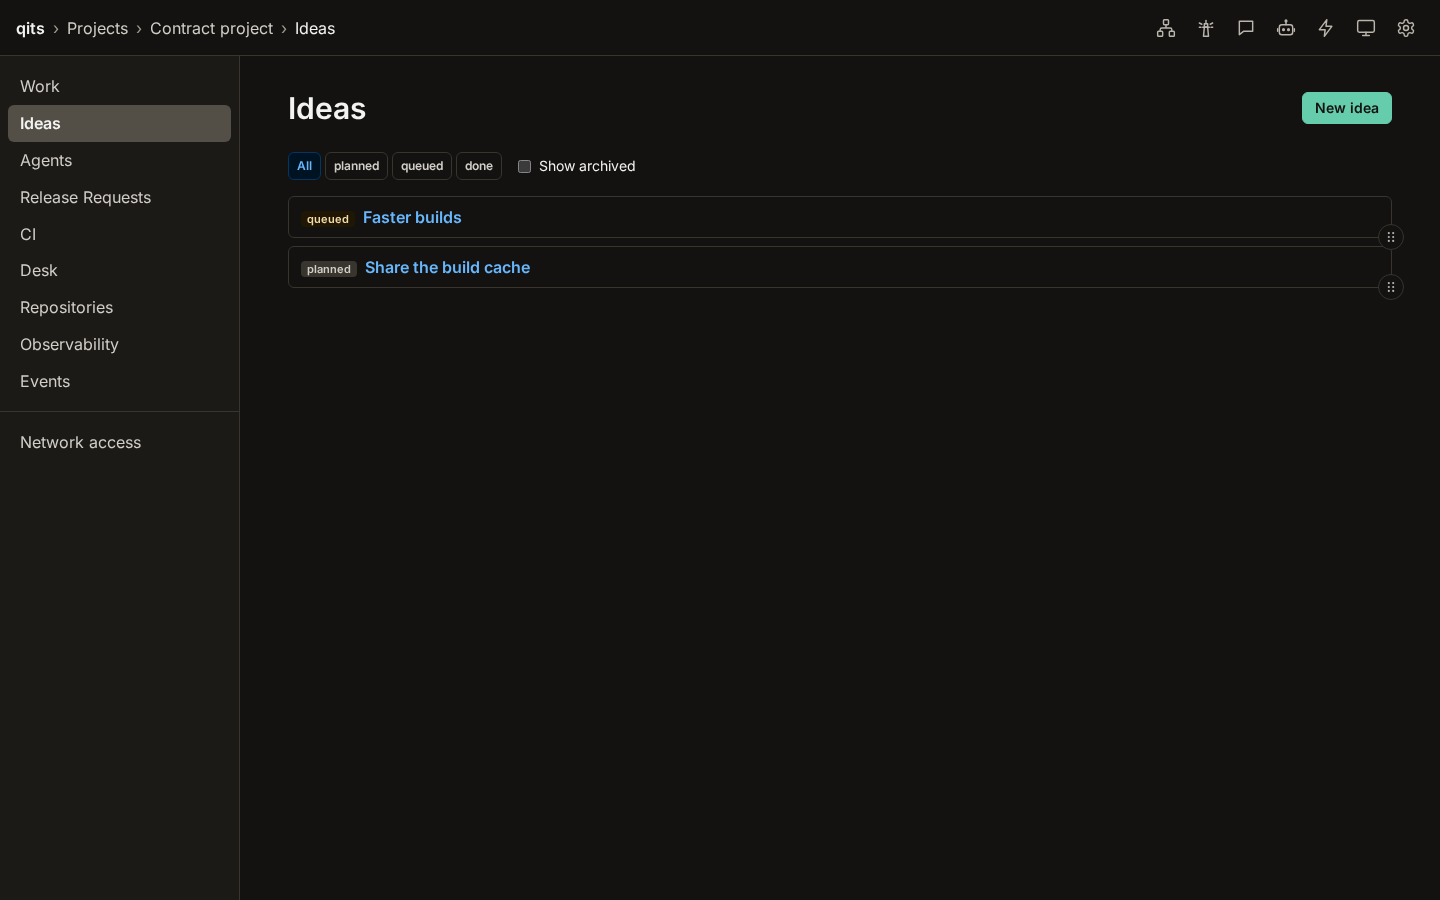 qits › Projects › Contract project › Ideas
Work
Ideas
Agents
Release Requests
CI
Desk
Repositories
Observability
Events
Network access
Ideas
New idea
All planned queued done Show archived
queued Faster builds
planned Share the build cache